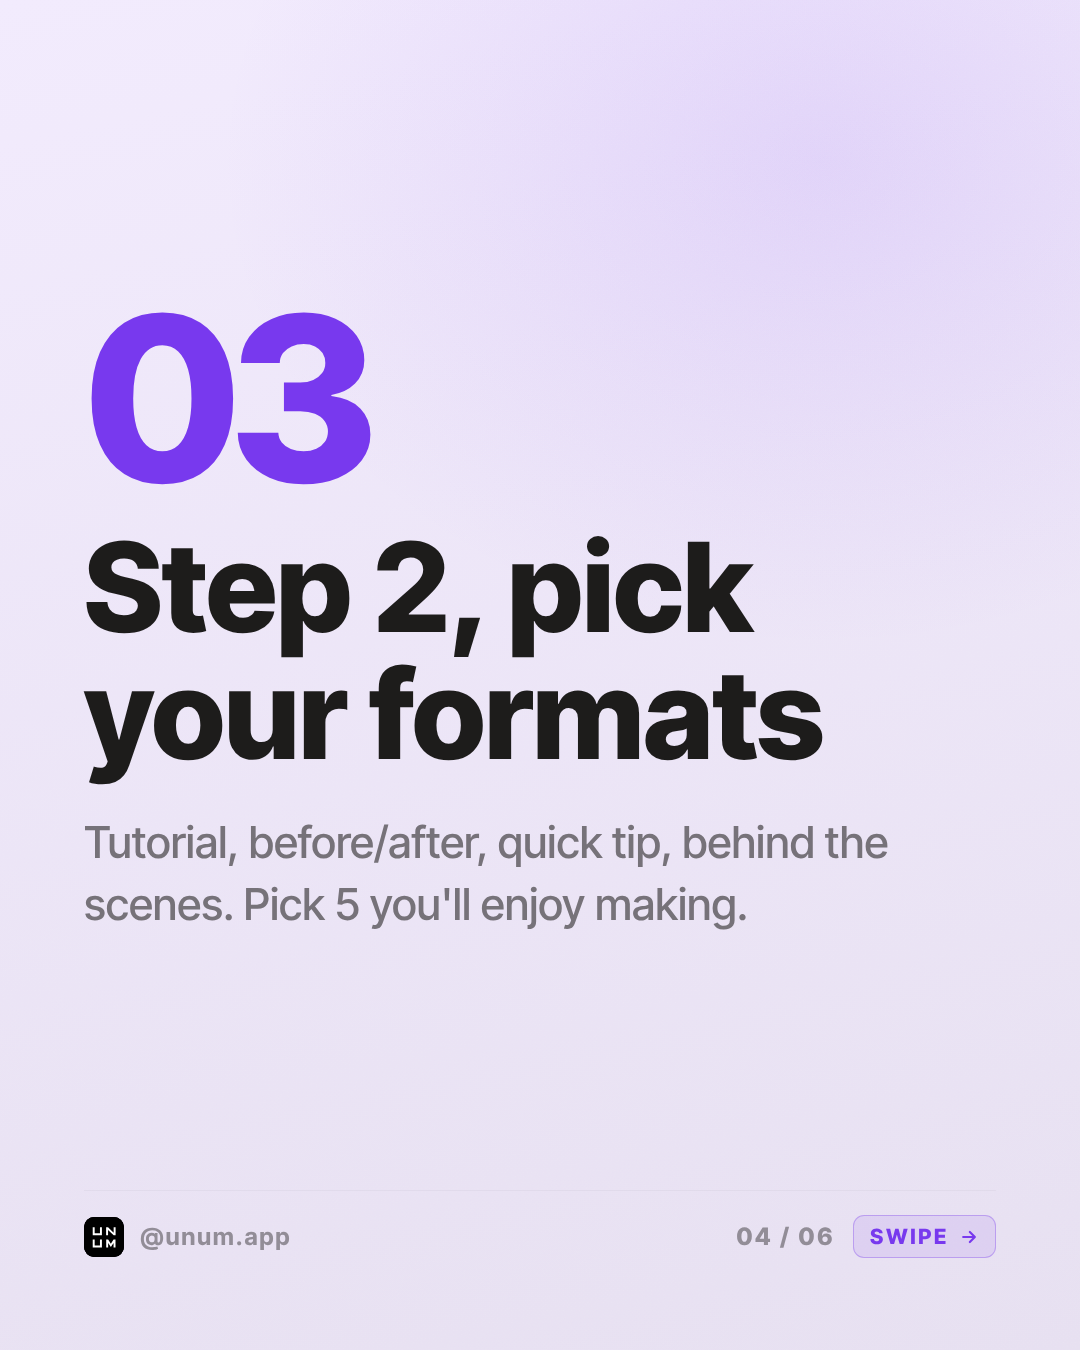 03
Step 2, pick
your formats
Tutorial, before/after, quick tip, behind the
scenes. Pick 5 you'll enjoy making.
UN
UM
@unum.app
04 / 06
SWIPE →